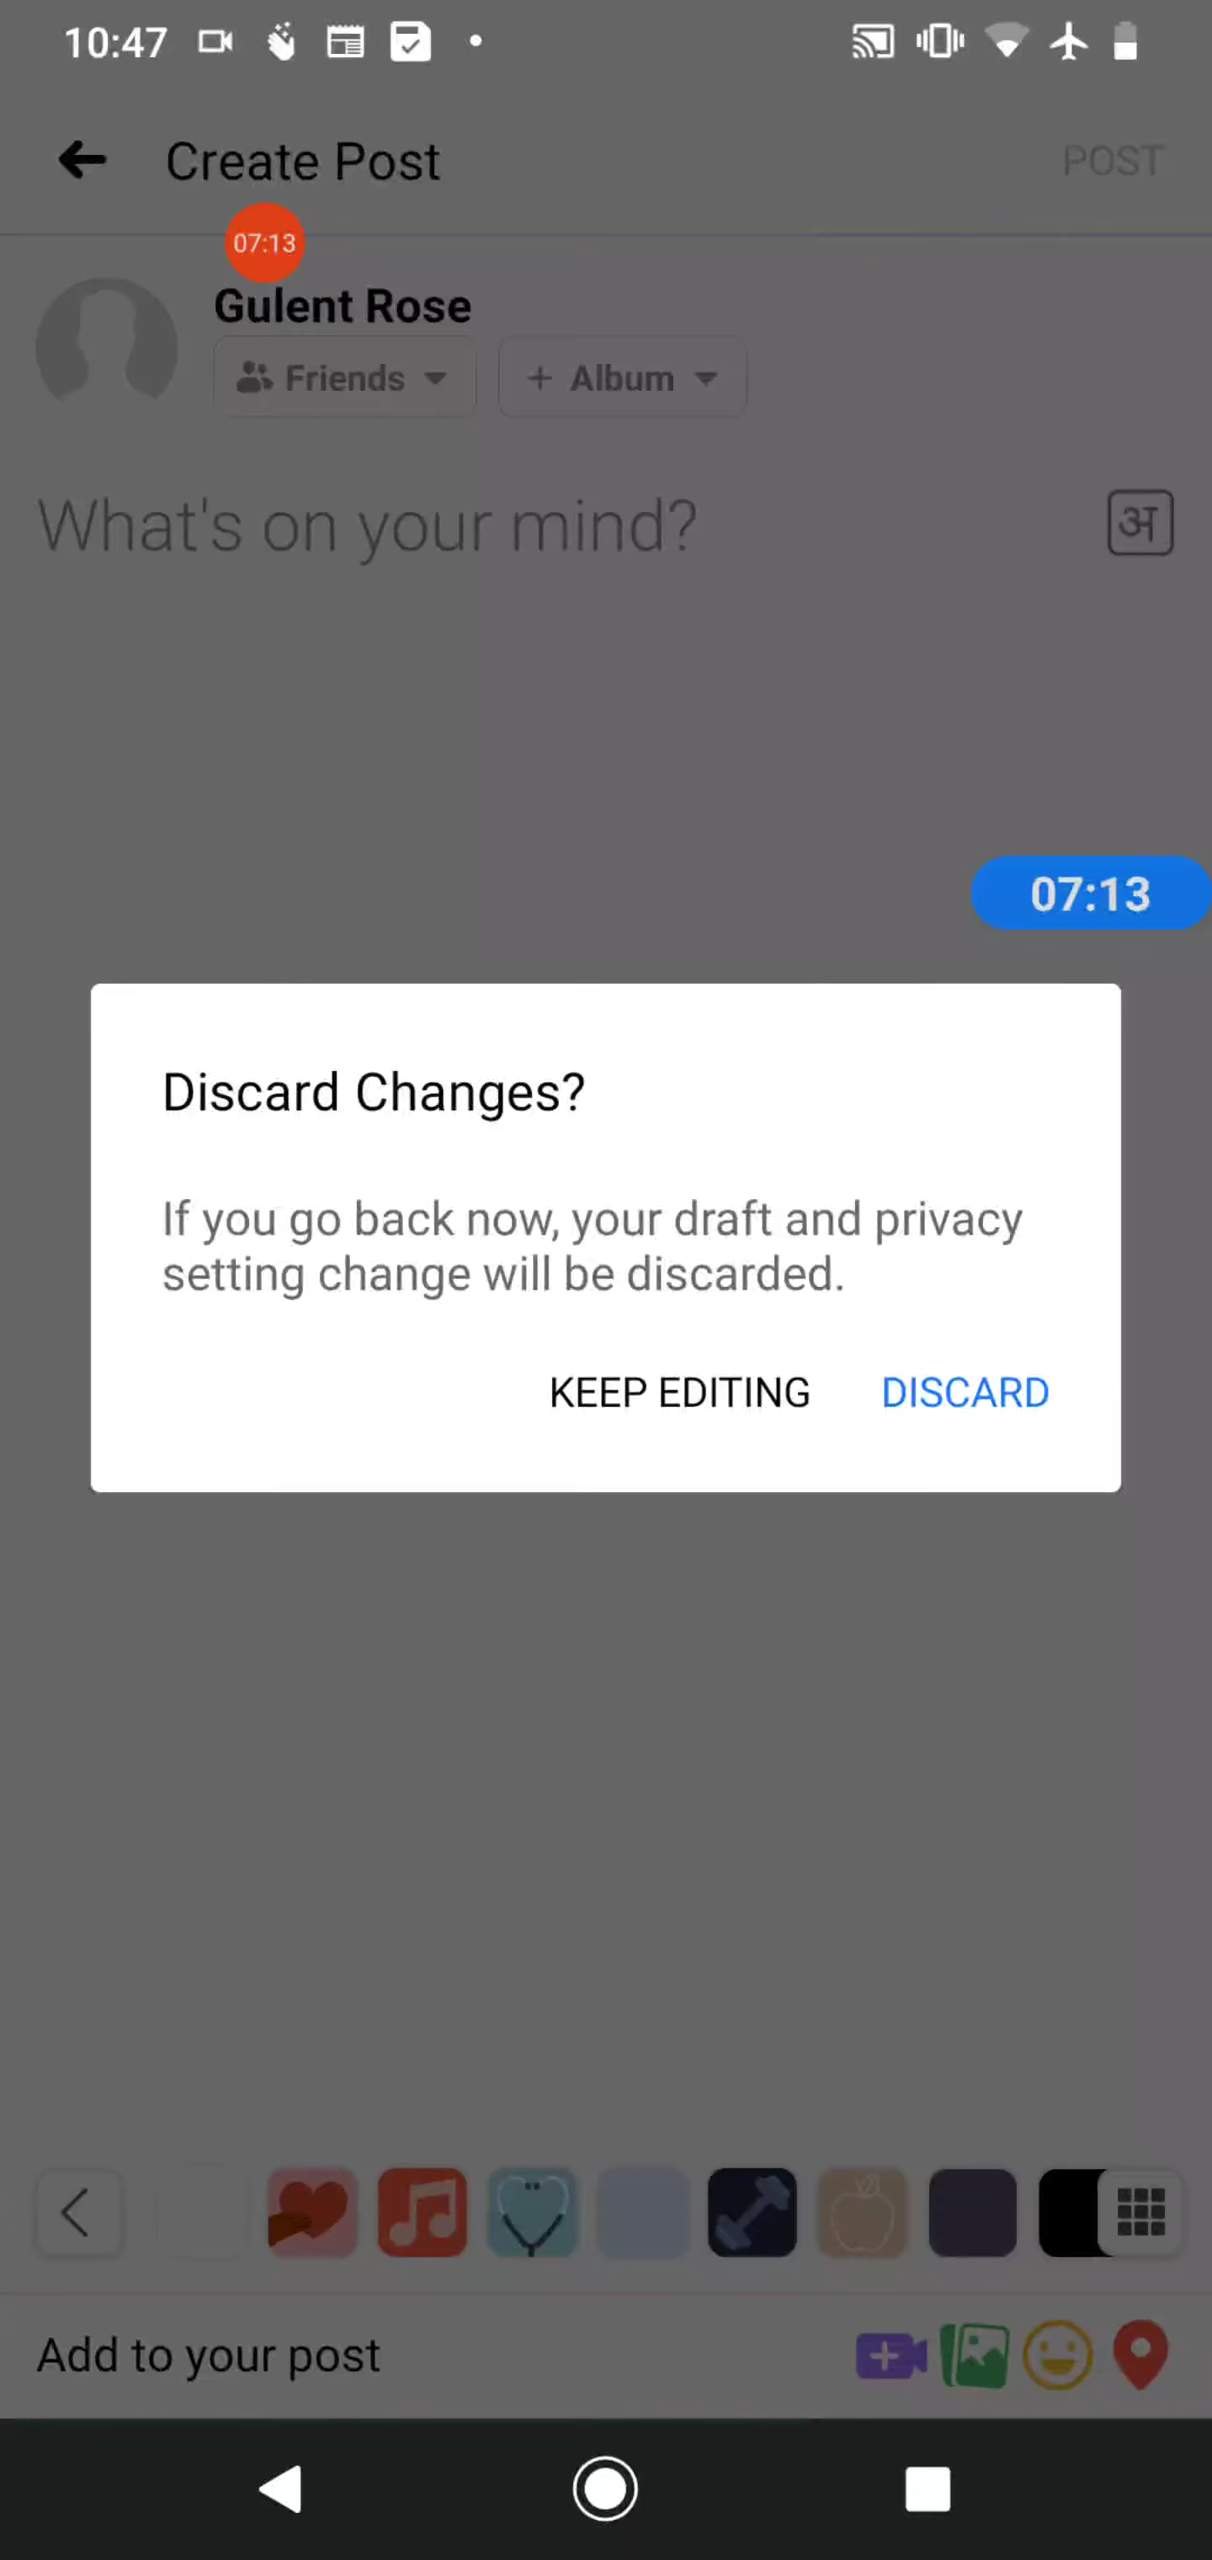 10:47
Create Post
POST
07:13
Gulent Rose
Friends
+ Album
What's on your mind?
अ
07:13
Discard Changes?
If you go back now, your draft and privacy
setting change will be discarded.
KEEP EDITING
DISCARD
Add to your post